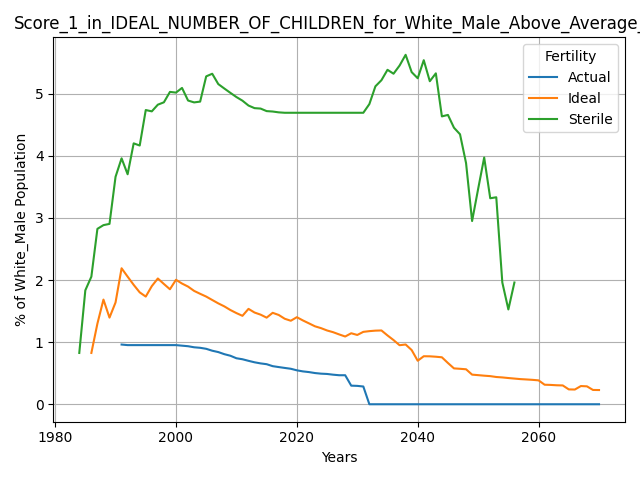 Score_1_in_IDEAL_NUMBER_OF_CHILDREN_for_White_Male_Above_Average_
Fertility
Actual
Ideal
Sterile
% of White_Male Population
5
4
3
2
1
0
1980 2000 2020 2040 2060
Years